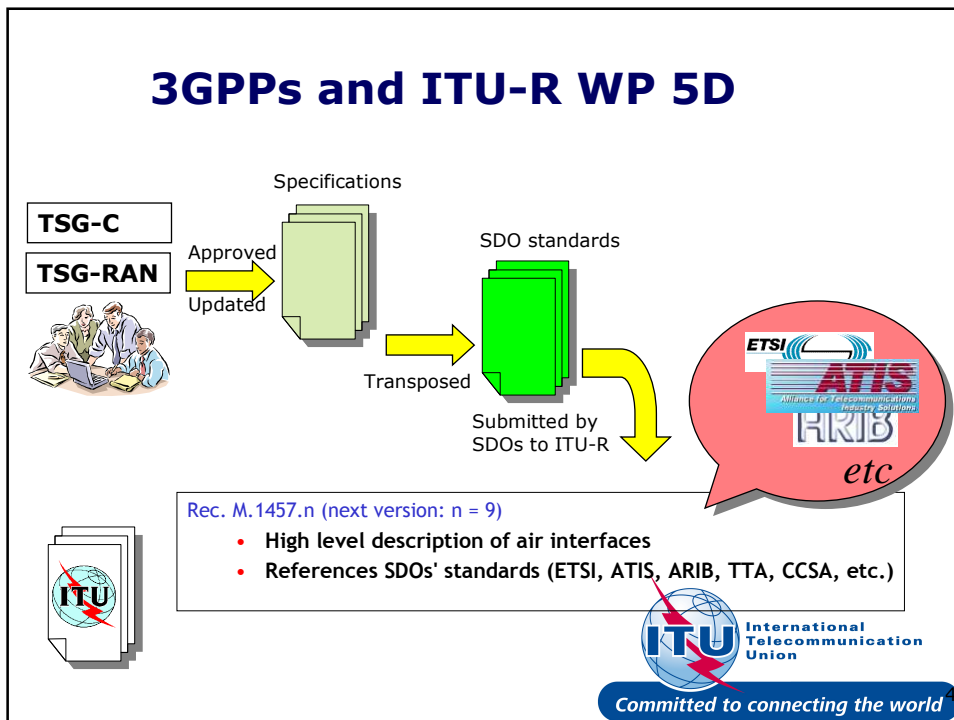 3GPPs and ITU-R WP 5D
Specifications
TSG-C
TSG-RAN
Approved
Updated
SDO standards
Transposed
Submitted by
SDOs to ITU-R
ETSI
ATIS
Alliance for Telecommunications
Industry Solutions
ARIB
etc
Rec. M.1457.n (next version: n = 9)
• High level description of air interfaces
• References SDOs' standards (ETSI, ATIS, ARIB, TTA, CCSA, etc.)
ITU
ITU
International
Telecommunication
Union
Committed to connecting the world
4